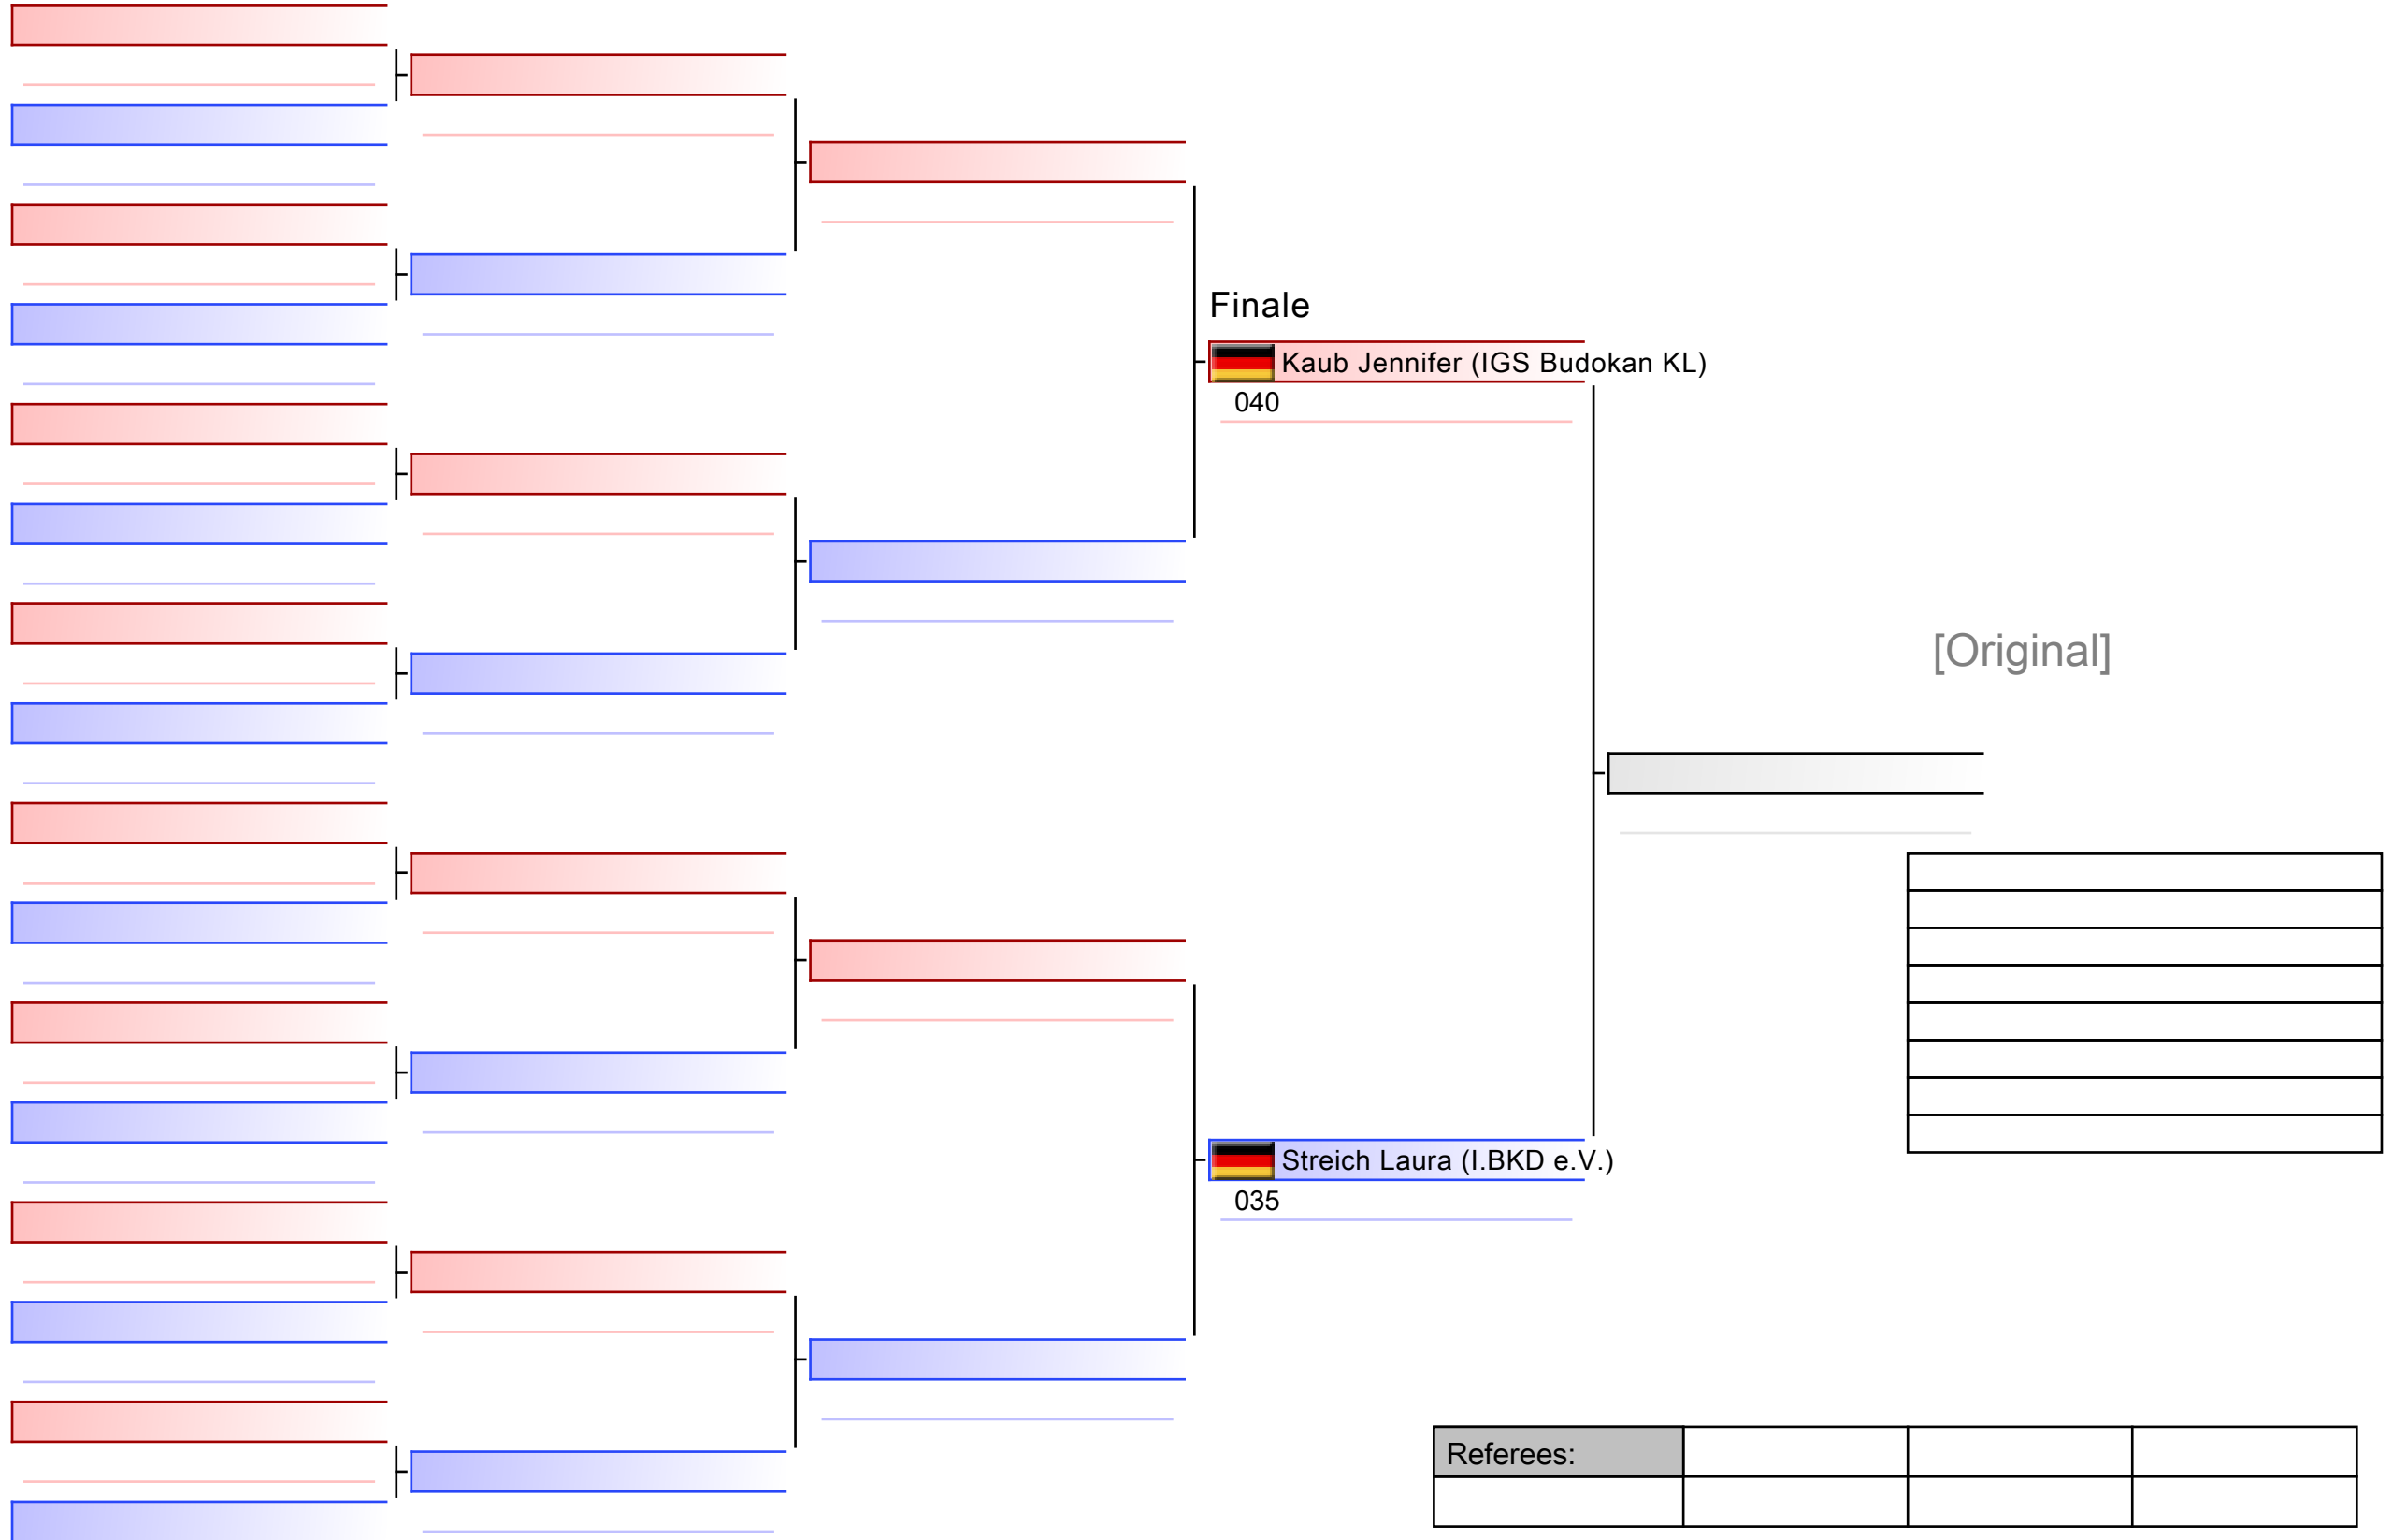 Finale
Kaub Jennifer (IGS Budokan KL)
040
[Original]
Streich Laura (I.BKD e.V.)
035
Referees: